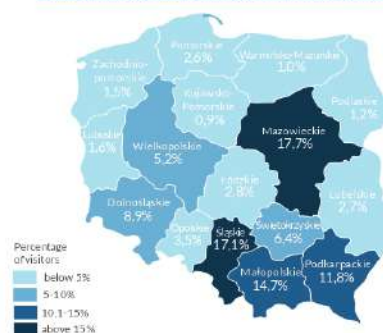 Pomorskie
2,6%
Warmińsko-Mazurskie
1,0%
Zachodnio-
pomorskie
1,5%
Kujawsko-
Pomorskie
0,9%
Podlaskie
1,2%
Mazowieckie
17,7%
Lubuskie
1,6%
Wielkopolskie
5,2%
Łódzkie
2,8%
Lubelskie
2,7%
Dolnośląskie
8,9%
Opolskie
3,5%
Śląskie
17,1%
Świętokrzyskie
6,4%
Podkarpackie
11,8%
Małopolskie
14,7%
Percentage
of visitors
below 5%
5-10%
10,1-15%
above 15%